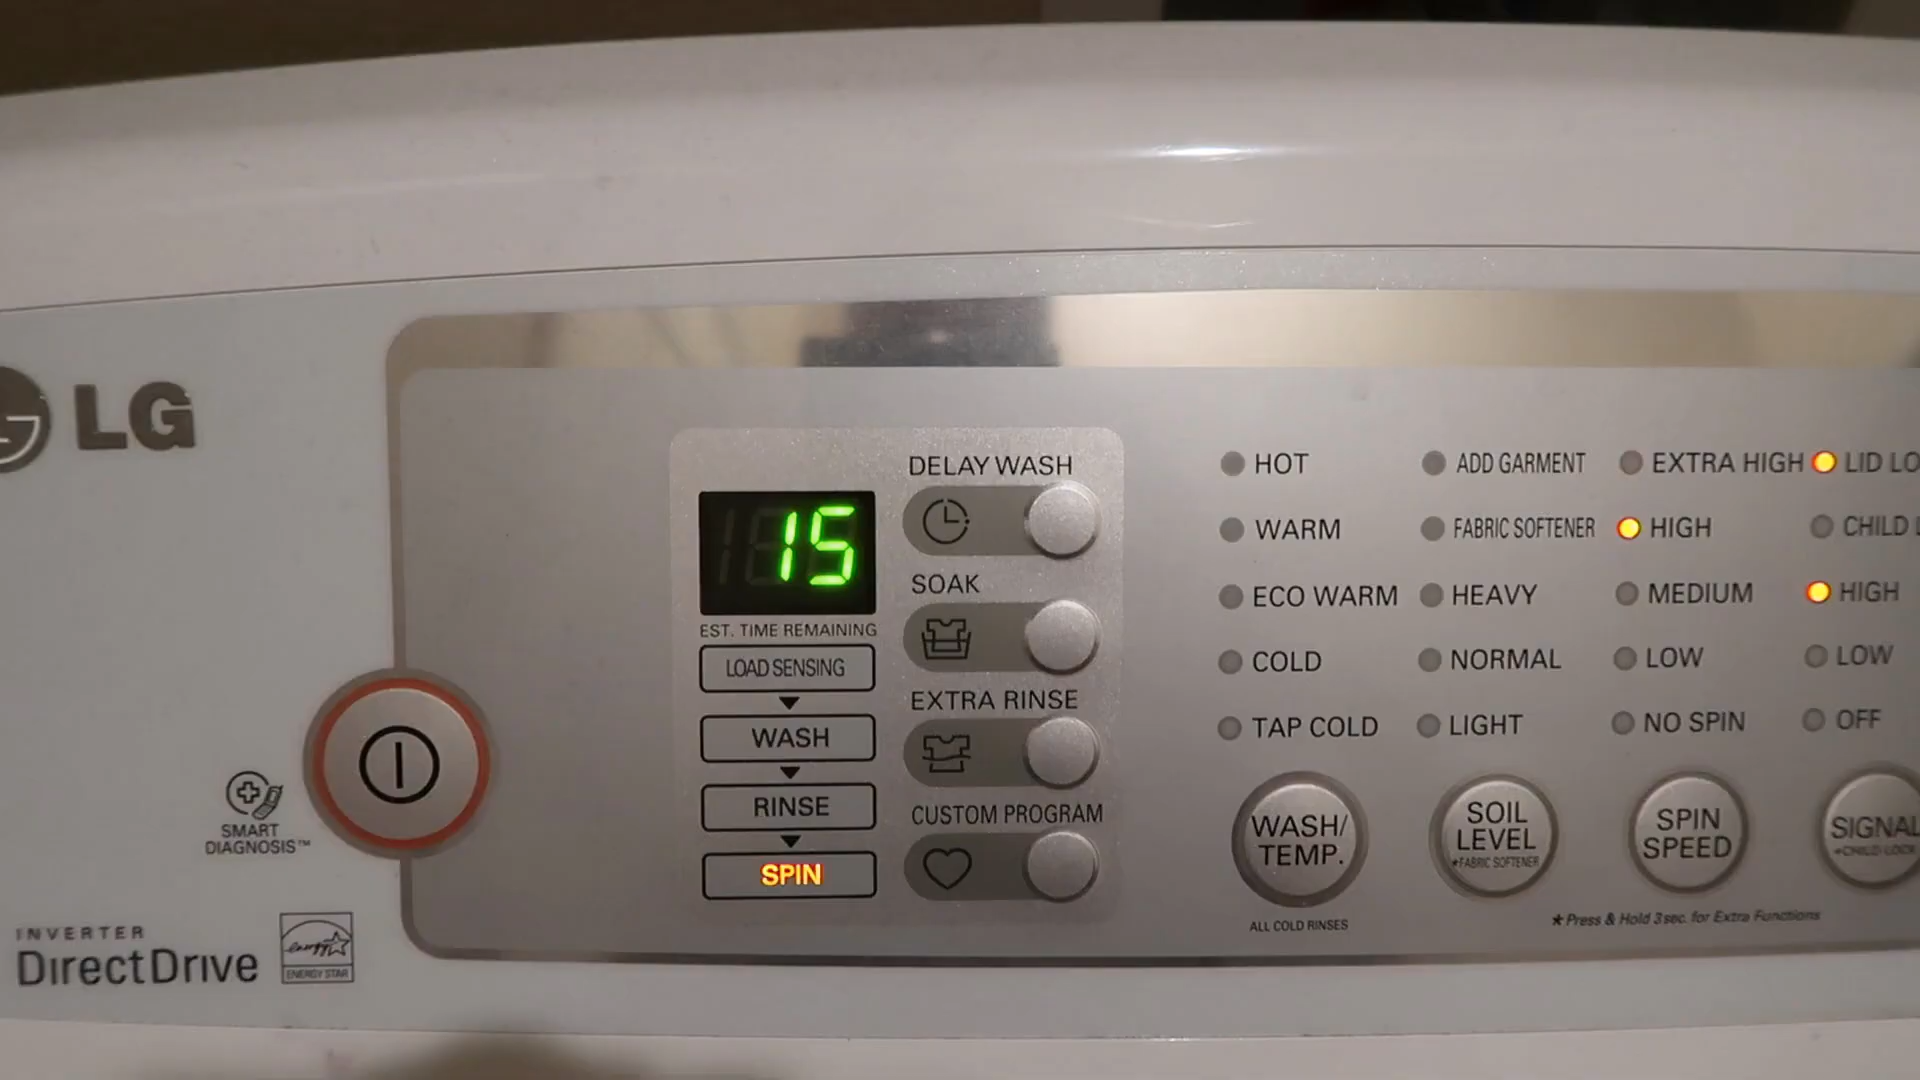 LG
SMART
DIAGNOSIS™
INVERTER
DirectDrive
energy
ENERGY STAR
15
EST. TIME REMAINING
LOAD SENSING
WASH
RINSE
SPIN
DELAY WASH
SOAK
EXTRA RINSE
CUSTOM PROGRAM
HOT
WARM
ECO WARM
COLD
TAP COLD
WASH/
TEMP.
ALL COLD RINSES
ADD GARMENT
FABRIC SOFTENER
HEAVY
NORMAL
LIGHT
SOIL
LEVEL
*FABRIC SOFTENER
EXTRA HIGH
HIGH
MEDIUM
LOW
NO SPIN
SPIN
SPEED
LID LO
CHILD L
HIGH
LOW
OFF
SIGNAL
*CHILD LOCK
* Press & Hold 3sec. for Extra Functions